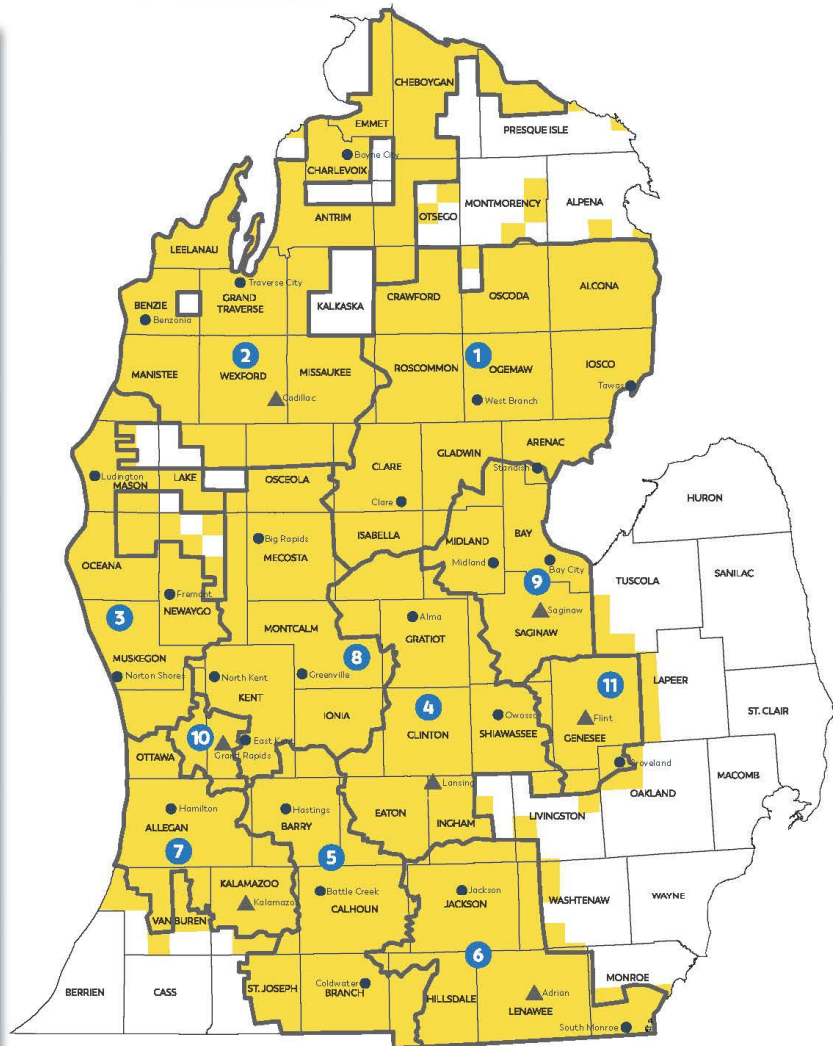 CHEBOYGAN
EMMET
PRESQUE ISLE
Boyne City
CHARLEVOIX
OTSEGO
MONTMORENCY
ALPENA
ANTRIM
LEELANAU
Traverse City
BENZIE
GRAND
TRAVERSE
KALKASKA
CRAWFORD
OSCODA
ALCONA
Benzonia
2
1
MANISTEE
WEXFORD
MISSAUKEE
ROSCOMMON
OGEMAW
IOSCO
Tawas
Cadillac
West Branch
ARENAC
GLADWIN
CLARE
Standish
Ludington
MASON
LAKE
OSCEOLA
HURON
Clare
ISABELLA
MIDLAND
BAY
Big Rapids
MECOSTA
OCEANA
Midland
Bay City
TUSCOLA
SANILAC
9
Fremont
NEWAYGO
Saginaw
SAGINAW
3
Alma
GRATIOT
MONTCALM
8
MUSKEGON
Norton Shores
North Kent
KENT
Greenville
11
LAPEER
IONIA
4
CLINTON
Owosso
SHIAWASSEE
Flint
GENESEE
ST. CLAIR
10
East Kent
Grand Rapids
OTTAWA
Groveland
OAKLAND
MACOMB
Lansing
Hamilton
ALLEGAN
Hastings
BARRY
EATON
INGHAM
LIVINGSTON
7
5
KALAMAZOO
Kalamazoo
Battle Creek
CALHOUN
Jackson
JACKSON
WASHTENAW
WAYNE
VAN BUREN
6
MONROE
BERRIEN
CASS
ST. JOSEPH
Coldwater
BRANCH
HILLSDALE
Adrian
LENAWEE
South Monroe